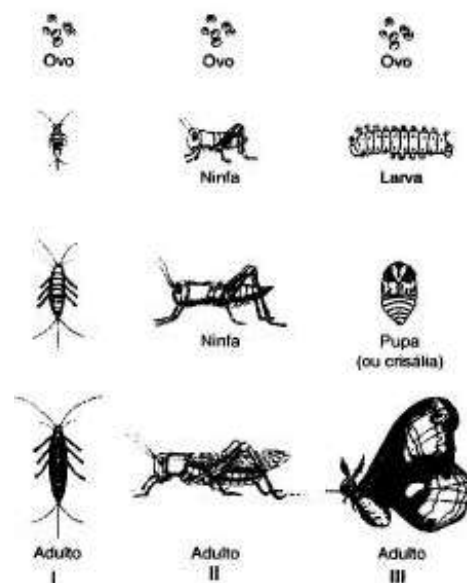 Ovo Ovo Ovo
Ninfa Larva
Ninfa Pupa
(ou crisália)
Adulto Adulto Adulto
I II III